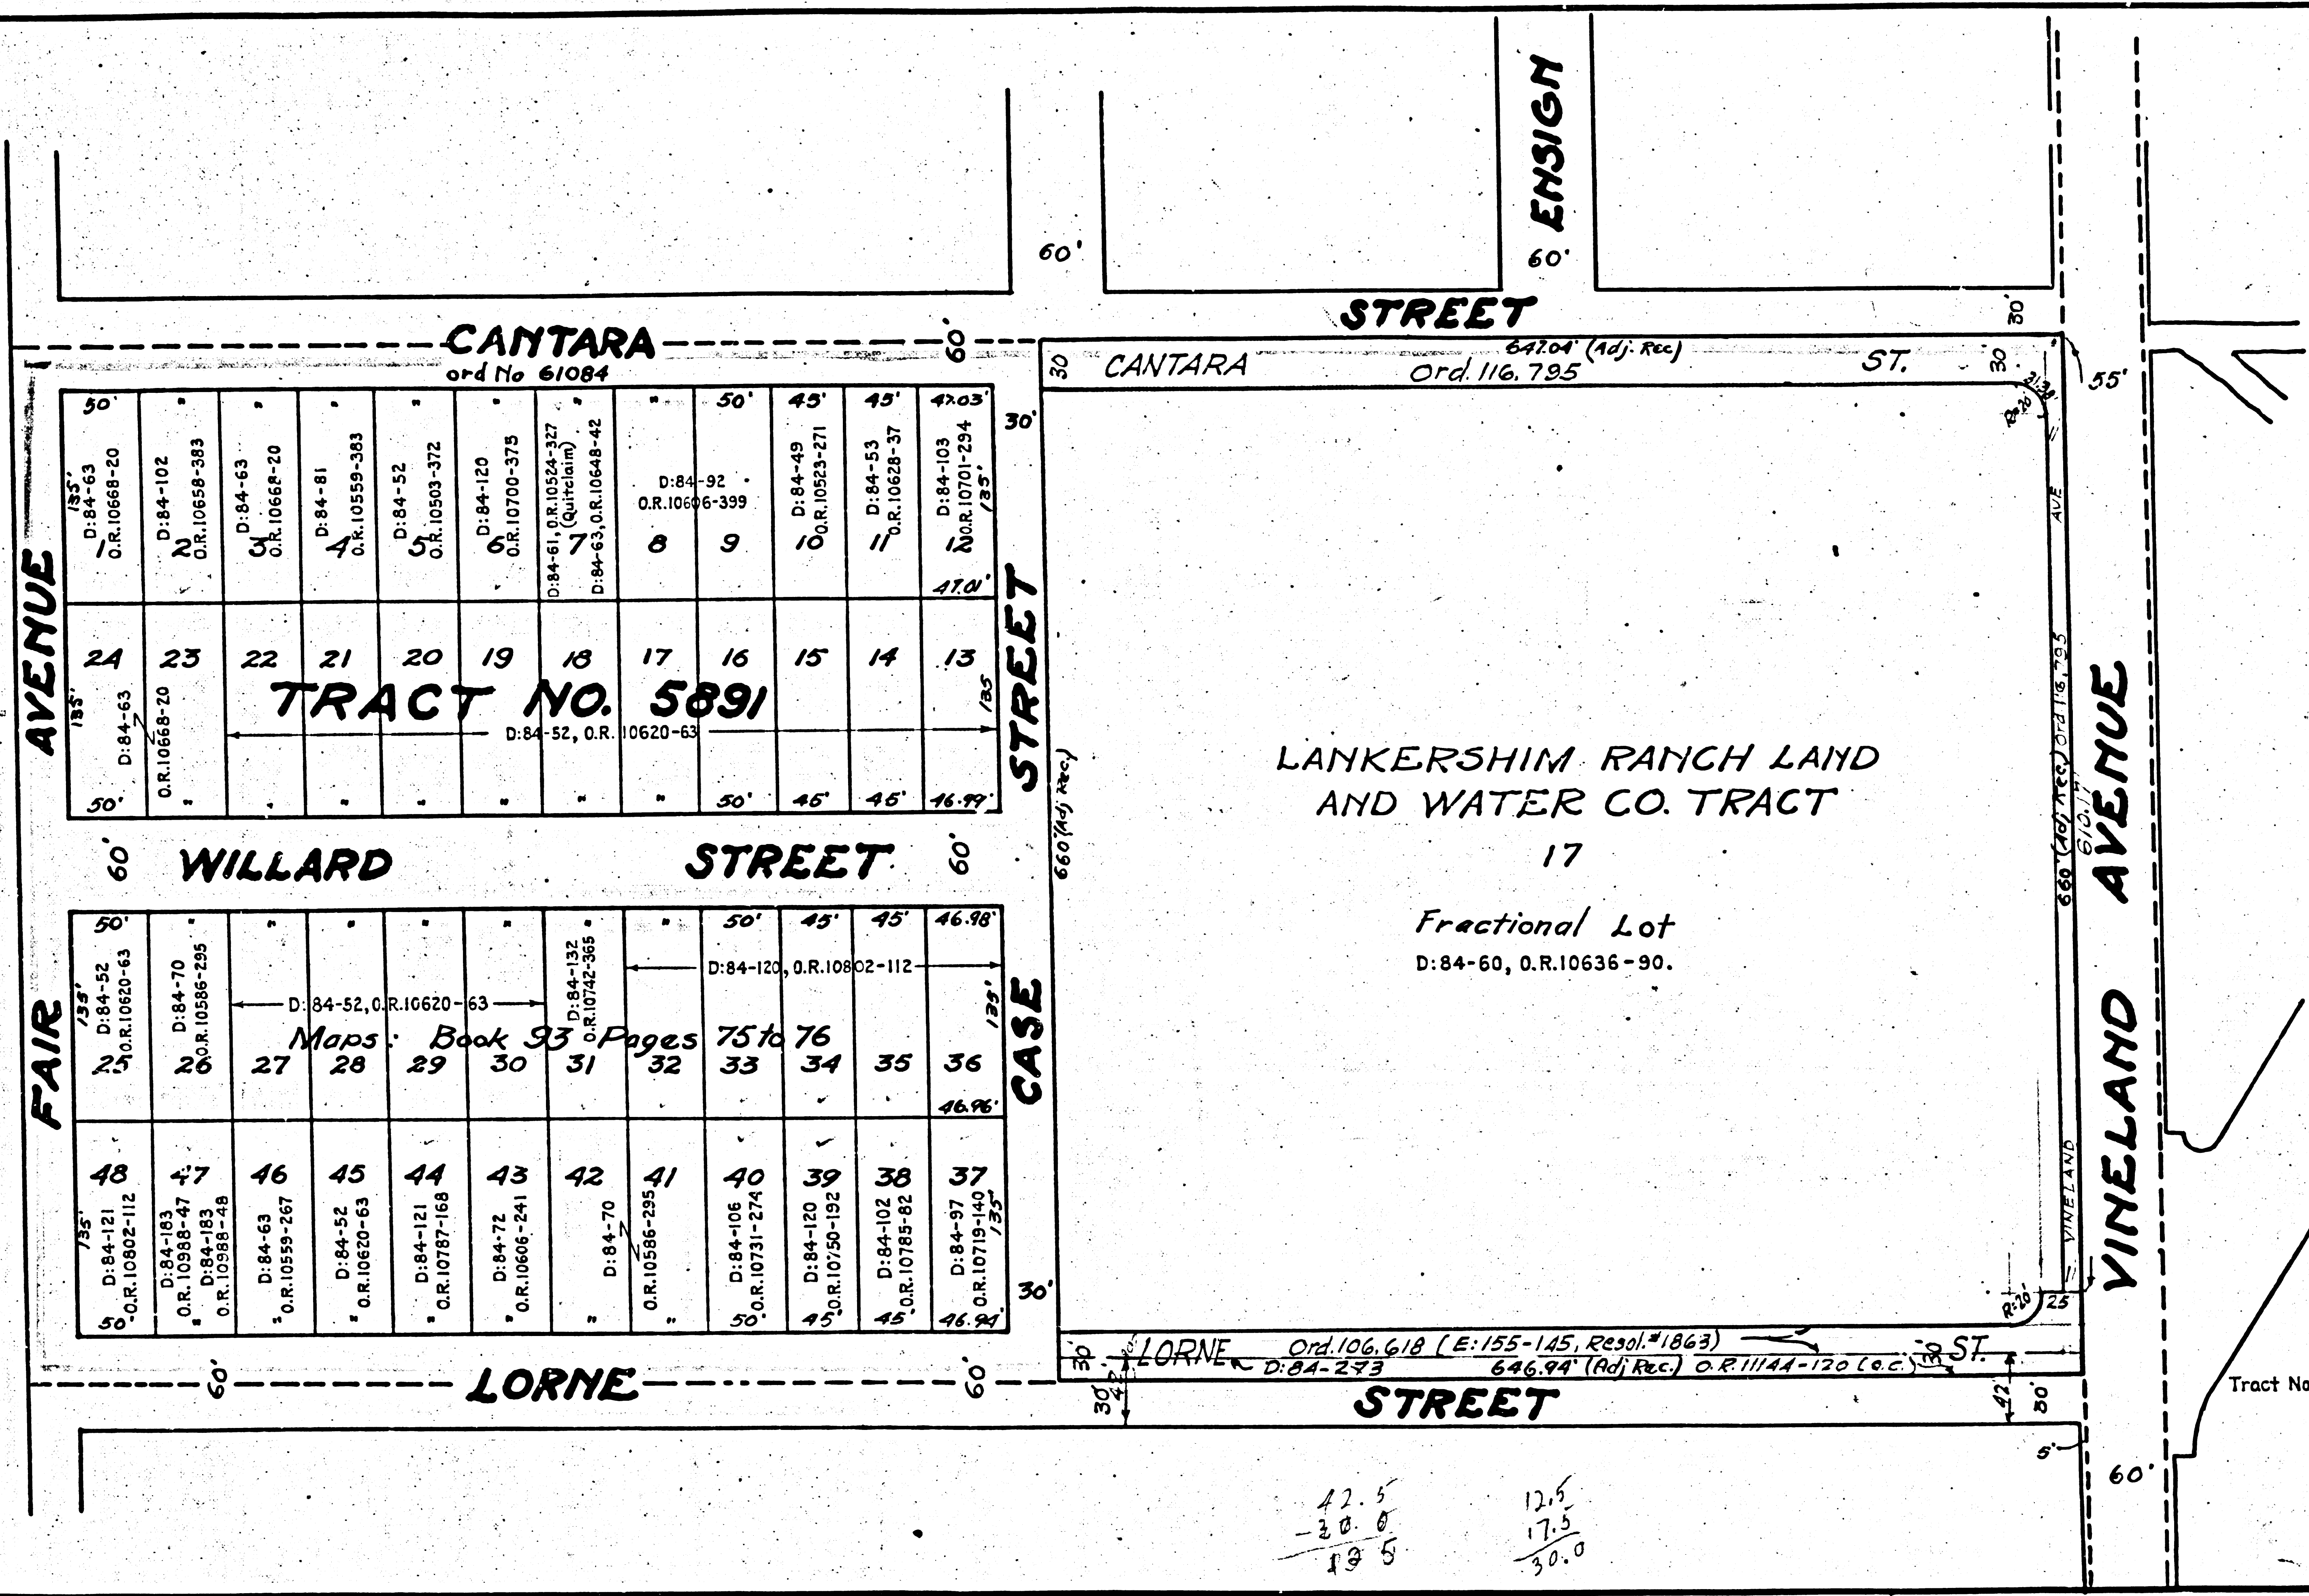 ENSIGN
60'
60'
STREET
30'
CANTARA
60'
ord No 61084
30
CANTARA
647.04' (Adj. Rec)
Ord. 116,795
ST.
30
55'
21.38'
R=20'
50' " " " " " " " 50' 45' 45' 47.03'
30'
135'
D:84-63
O.R.10668-20
1
D:84-102
O.R.10658-383
2
D:84-63
O.R.10668-20
3
D:84-81
O.R.10559-383
4
D:84-52
O.R.10503-372
5
D:84-120
O.R.10700-375
6
D:84-61, O.R.10524-327
(Quitclaim)
D:84-63, O.R.10648-42
7
D:84-92
O.R.10606-399
8
9
D:84-49
O.R.10523-271
10
D:84-53
O.R.10628-37
11
D:84-103
O.R.10701-294
12
135'
47.01'
24 23 22 21 20 19 18 17 16 15 14 13
TRACT NO. 5891
D:84-52, O.R. 10620-63
135'
D:84-63
O.R.10668-20
135
50' " " " " " " " 50' 45' 45' 46.99'
AVENUE
STREET
660' (Adj Rec)
LANKERSHIM RANCH LAND
AND WATER CO. TRACT
17
Fractional Lot
D:84-60, O.R.10636-90.
AVE
660' (Adj Rec.) Ord 116,795
VINELAND
AVENUE
VINELAND
60'
WILLARD
STREET
60'
50' " " " " " " " 50' 45' 45' 46.98'
135'
D:84-52
O.R.10620-63
D:84-70
O.R.10586-295
D:84-52, O.R.10620-63
D:84-132
O.R.10742-365
D:84-120, O.R.10802-112
135'
Maps: Book 93 Pages 75 to 76
25 26 27 28 29 30 31 32 33 34 35 36
46.96'
FAIR
CASE
48 47 46 45 44 43 42 41 40 39 38 37
135'
D:84-121
O.R.10802-112
D:84-183
O.R.10988-47
D:84-183
O.R.10988-48
D:84-63
O.R.10559-267
D:84-52
O.R.10620-63
D:84-121
O.R.10787-168
D:84-72
O.R.10606-241
D:84-70
O.R.10586-295
D:84-106
O.R.10731-274
D:84-120
O.R.10750-192
D:84-102
O.R.10785-82
D:84-97
O.R.10719-140
135'
50' " " " " " " " 50' 45' 45' 46.94'
30'
R=20'
25
30
LORNE
Ord. 106,618 (E:155-145, Resol.#1863)
D:84-273
646.94' (Adj Rec.) O.R.11144-120 (o.c.)
30
ST.
60'
LORNE
60'
30'
42'
STREET
42'
30'
5'
60'
Tract No
42.5
-30.0
12.5
17.5
30.0